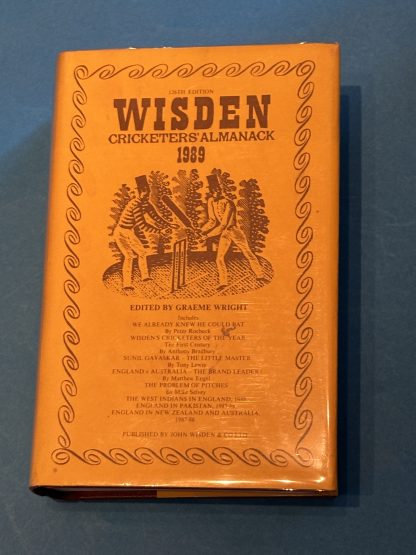 126TH EDITION
WISDEN
CRICKETERS' ALMANACK
1989
EDITED BY GRAEME WRIGHT
Includes
WE ALREADY KNEW HE COULD BAT
By Peter Roebuck
WISDEN'S CRICKETERS OF THE YEAR
The First Century
By Anthony Bradbury
SUNIL GAVASKAR – THE LITTLE MASTER
By Tony Lewis
ENGLAND v AUSTRALIA – THE BRAND LEADER
By Matthew Engel
THE PROBLEM OF PITCHES
By Mike Selvey
THE WEST INDIANS IN ENGLAND, 1988
ENGLAND IN PAKISTAN, 1987-88
ENGLAND IN NEW ZEALAND AND AUSTRALIA,
1987-88
PUBLISHED BY JOHN WISDEN & CO LTD